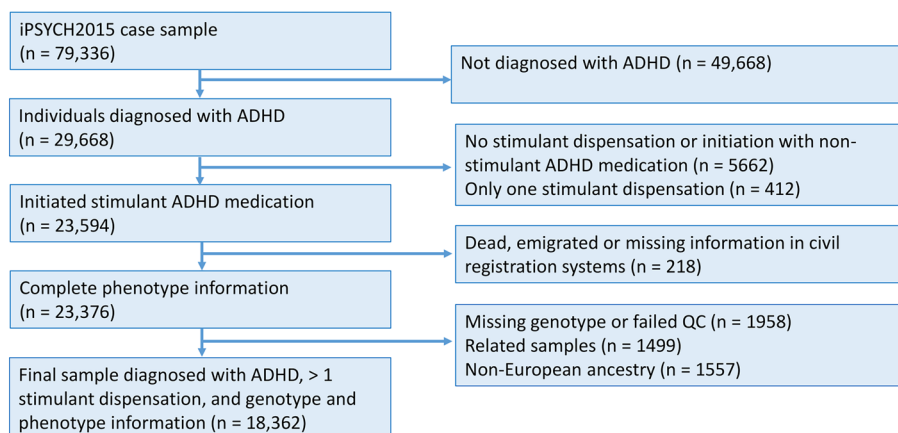 iPSYCH2015 case sample
(n = 79,336)
Not diagnosed with ADHD (n = 49,668)
Individuals diagnosed with ADHD
(n = 29,668)
No stimulant dispensation or initiation with non-
stimulant ADHD medication (n = 5662)
Only one stimulant dispensation (n = 412)
Initiated stimulant ADHD medication
(n = 23,594)
Dead, emigrated or missing information in civil
registration systems (n = 218)
Complete phenotype information
(n = 23,376)
Missing genotype or failed QC (n = 1958)
Related samples (n = 1499)
Non-European ancestry (n = 1557)
Final sample diagnosed with ADHD, > 1
stimulant dispensation, and genotype and
phenotype information (n = 18,362)